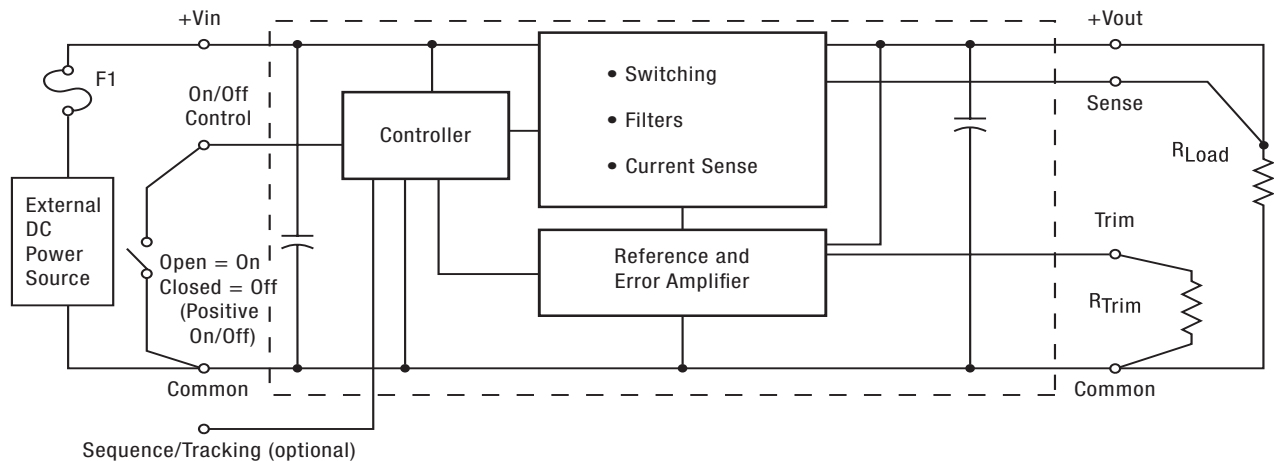 +Vin
+Vout
F1
• Switching
On/Off
Control
Sense
Controller
• Filters
RLoad
• Current Sense
External
DC
Power
Source
Trim
Open = On
Closed = Off
(Positive
On/Off)
Reference and
Error Amplifier
RTrim
Common
Common
Sequence/Tracking (optional)